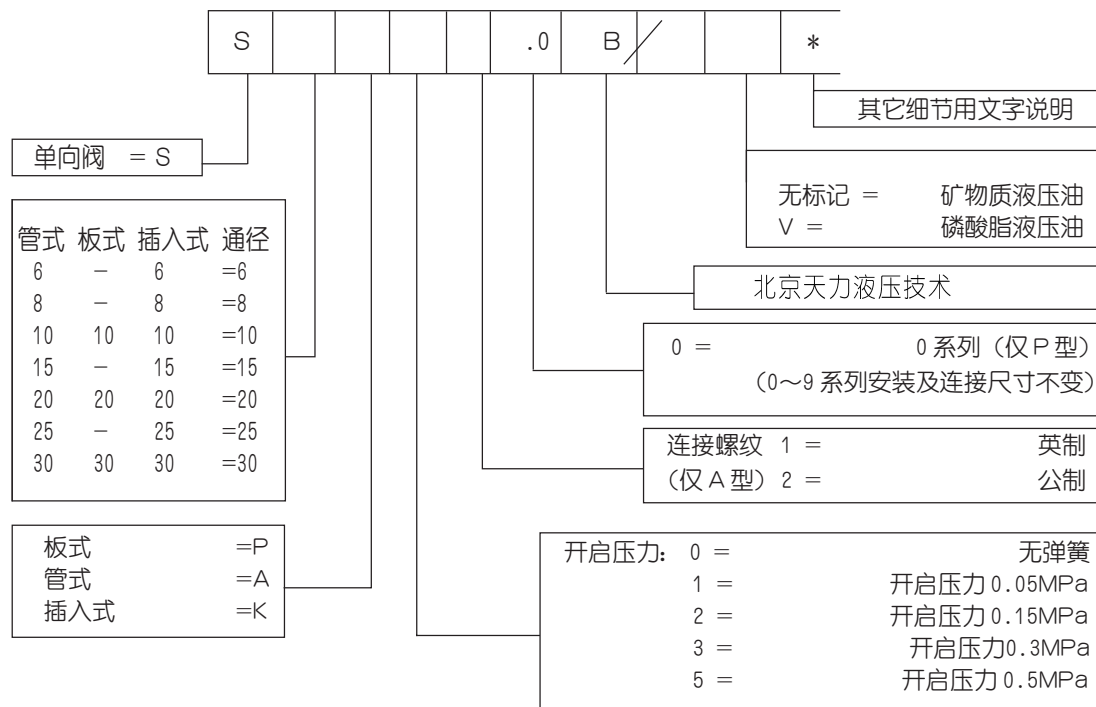 S .0 B/ *
其它细节用文字说明
单向阀 = S
无标记 = 矿物质液压油
V = 磷酸脂液压油
管式 板式 插入式 通径
6 — 6 =6
8 — 8 =8
10 10 10 =10
15 — 15 =15
20 20 20 =20
25 — 25 =25
30 30 30 =30
北京天力液压技术
0 = 0系列（仅P型）
（0～9系列安装及连接尺寸不变）
连接螺纹 1 = 英制
（仅A型）2 = 公制
板式 =P
管式 =A
插入式 =K
开启压力: 0 = 无弹簧
1 = 开启压力0.05MPa
2 = 开启压力0.15MPa
3 = 开启压力0.3MPa
5 = 开启压力0.5MPa